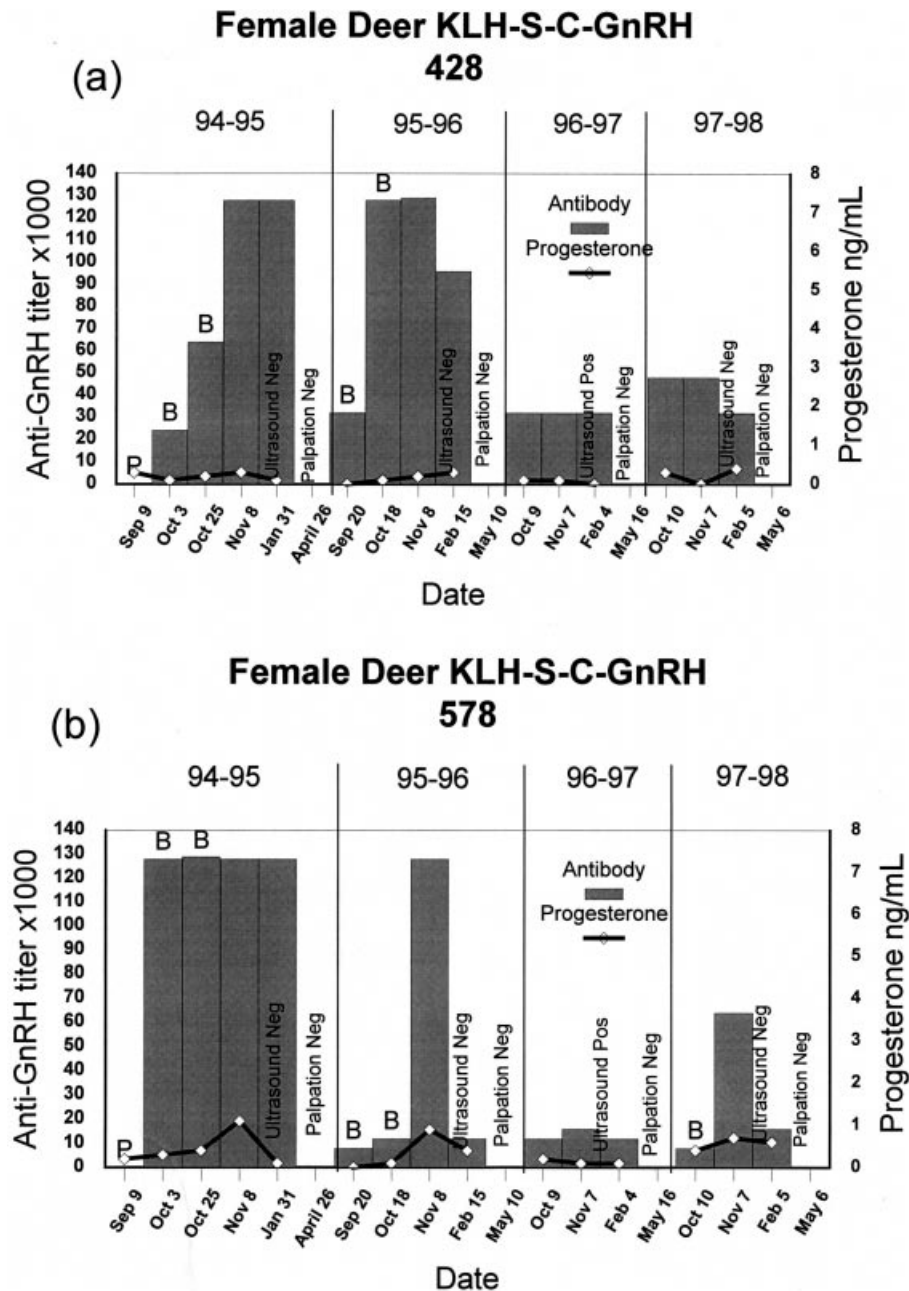 Female Deer KLH-S-C-GnRH
428
(a)
94-95 95-96 96-97 97-98
Anti-GnRH titer x1000
140
130
120
110
100
90
80
70
60
50
40
30
20
10
0
P B B B B
Antibody
Progesterone
Ultrasound Neg
Palpation Neg
Ultrasound Neg
Palpation Neg
Ultrasound Pos
Palpation Neg
Ultrasound Neg
Palpation Neg
8
7
6
5
4
3
2
1
0
Progesterone ng/mL
Sep 9 Oct 3 Oct 25 Nov 8 Jan 31 April 26 Sep 20 Oct 18 Nov 8 Feb 15 May 10 Oct 9 Nov 7 Feb 4 May 16 Oct 10 Nov 7 Feb 5 May 6
Date
Female Deer KLH-S-C-GnRH
578
(b)
94-95 95-96 96-97 97-98
Anti-GnRH titer x1000
140
130
120
110
100
90
80
70
60
50
40
30
20
10
0
P B B B B B
Antibody
Progesterone
Ultrasound Neg
Palpation Neg
Ultrasound Neg
Palpation Neg
Ultrasound Pos
Palpation Neg
Ultrasound Neg
Palpation Neg
8
7
6
5
4
3
2
1
0
Progesterone ng/mL
Sep 9 Oct 3 Oct 25 Nov 8 Jan 31 April 26 Sep 20 Oct 18 Nov 8 Feb 15 May 10 Oct 9 Nov 7 Feb 4 May 16 Oct 10 Nov 7 Feb 5 May 6
Date